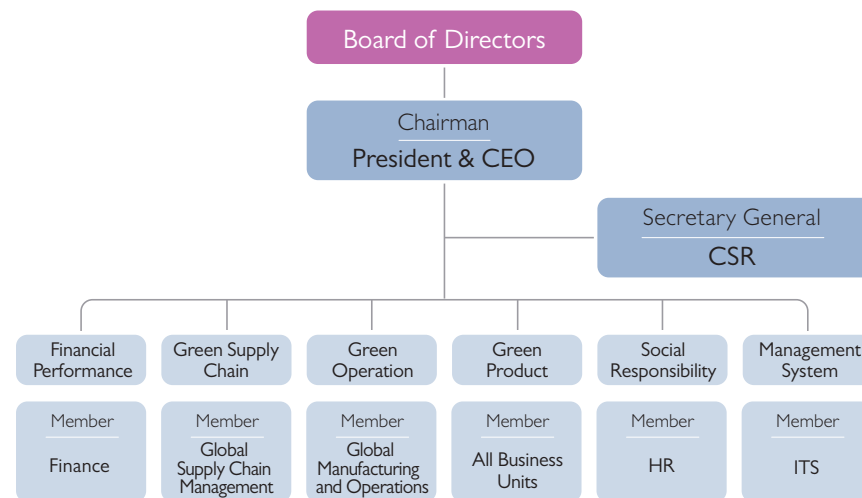 Board of Directors
Chairman
President & CEO
Secretary General
CSR
Financial
Performance
Green Supply
Chain
Green
Operation
Green
Product
Social
Responsibility
Management
System
Member
Finance
Member
Global
Supply Chain
Management
Member
Global
Manufacturing
and Operations
Member
All Business
Units
Member
HR
Member
ITS